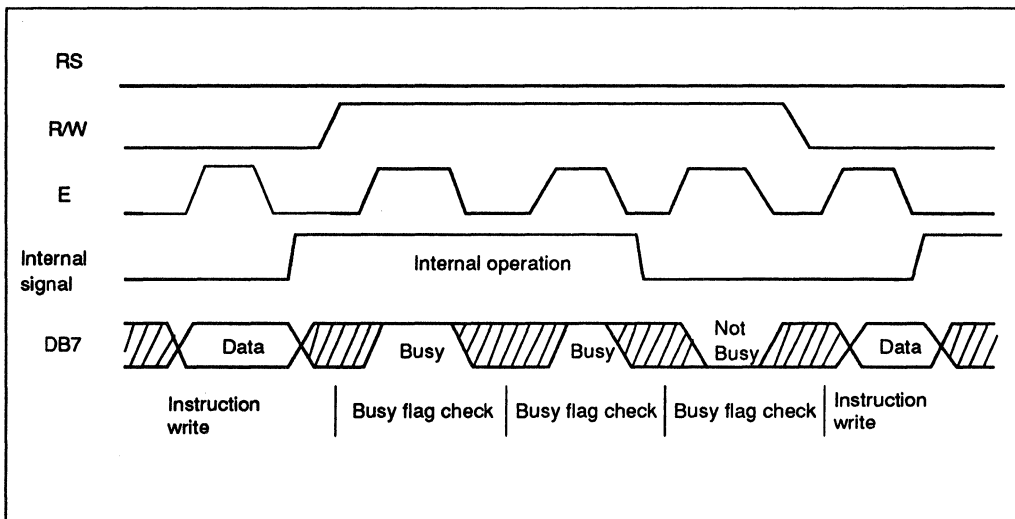 RS
R/W
E
Internal
signal
Internal operation
DB7
Data
Busy
Busy
Not
Busy
Data
Instruction
write
Busy flag check
Busy flag check
Busy flag check
Instruction
write